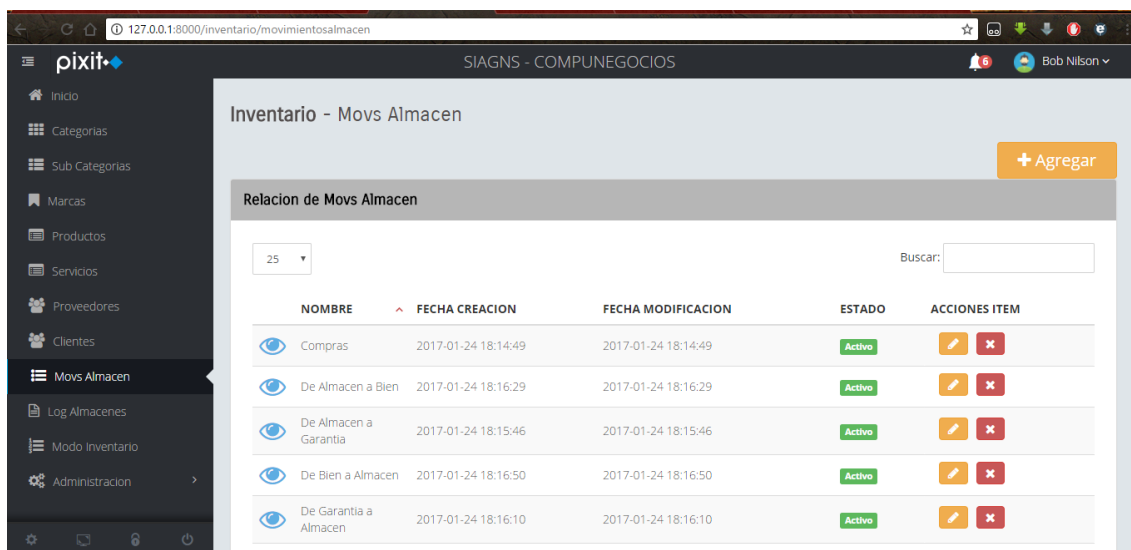 127.0.0.1:8000/inventario/movimientosalmacen
pixit
SIAGNS - COMPUNEGOCIOS
6
Bob Nilson
Inicio
Categorias
Sub Categorias
Marcas
Productos
Servicios
Proveedores
Clientes
Movs Almacen
Log Almacenes
Modo Inventario
Administracion
Inventario - Movs Almacen
Agregar
Relacion de Movs Almacen
25
Buscar:
NOMBRE FECHA CREACION FECHA MODIFICACION ESTADO ACCIONES ITEM
Compras 2017-01-24 18:14:49 2017-01-24 18:14:49 Activo
De Almacen a Bien 2017-01-24 18:16:29 2017-01-24 18:16:29 Activo
De Almacen a
Garantia 2017-01-24 18:15:46 2017-01-24 18:15:46 Activo
De Bien a Almacen 2017-01-24 18:16:50 2017-01-24 18:16:50 Activo
De Garantia a
Almacen 2017-01-24 18:16:10 2017-01-24 18:16:10 Activo